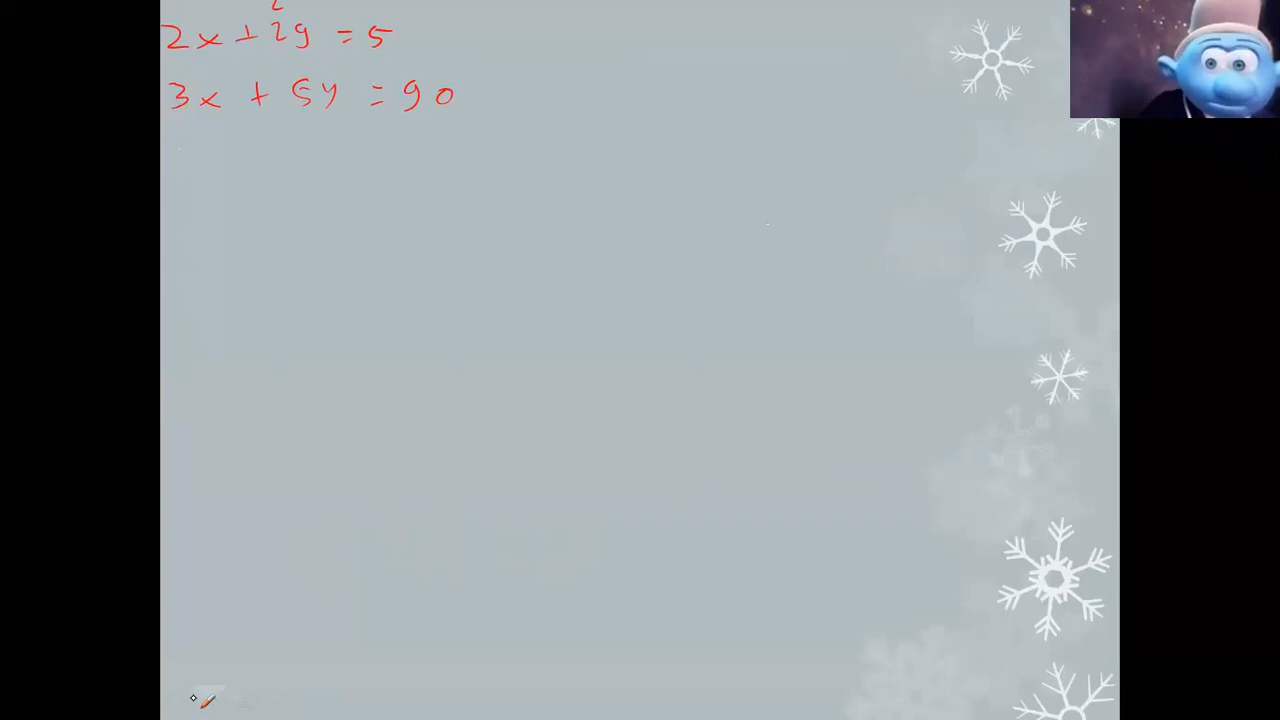 2x + 2y = 5
3x + 5y = 90